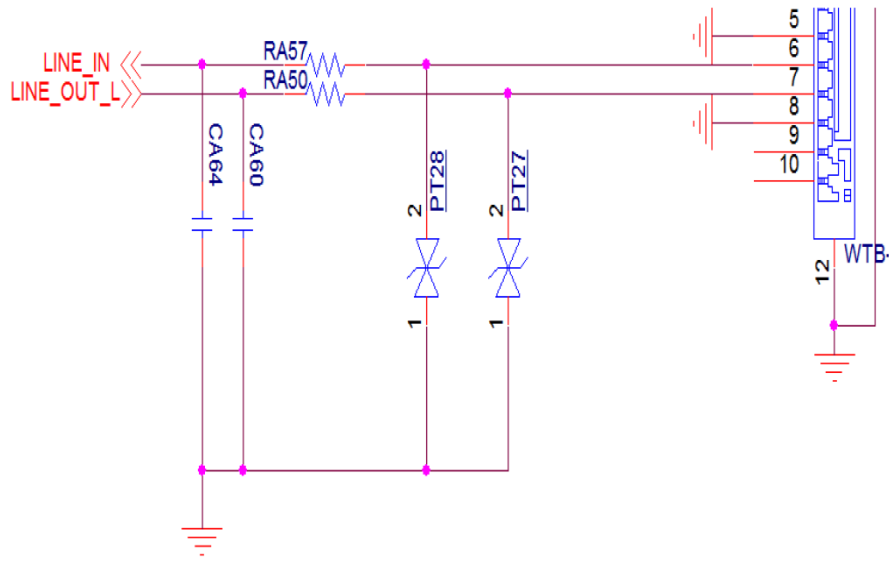 5
LINE_IN
RA57
6
LINE_OUT_L
RA50
7
8
9
10
CA64
CA60
2
PT28
2
PT27
1
1
12
WTB-